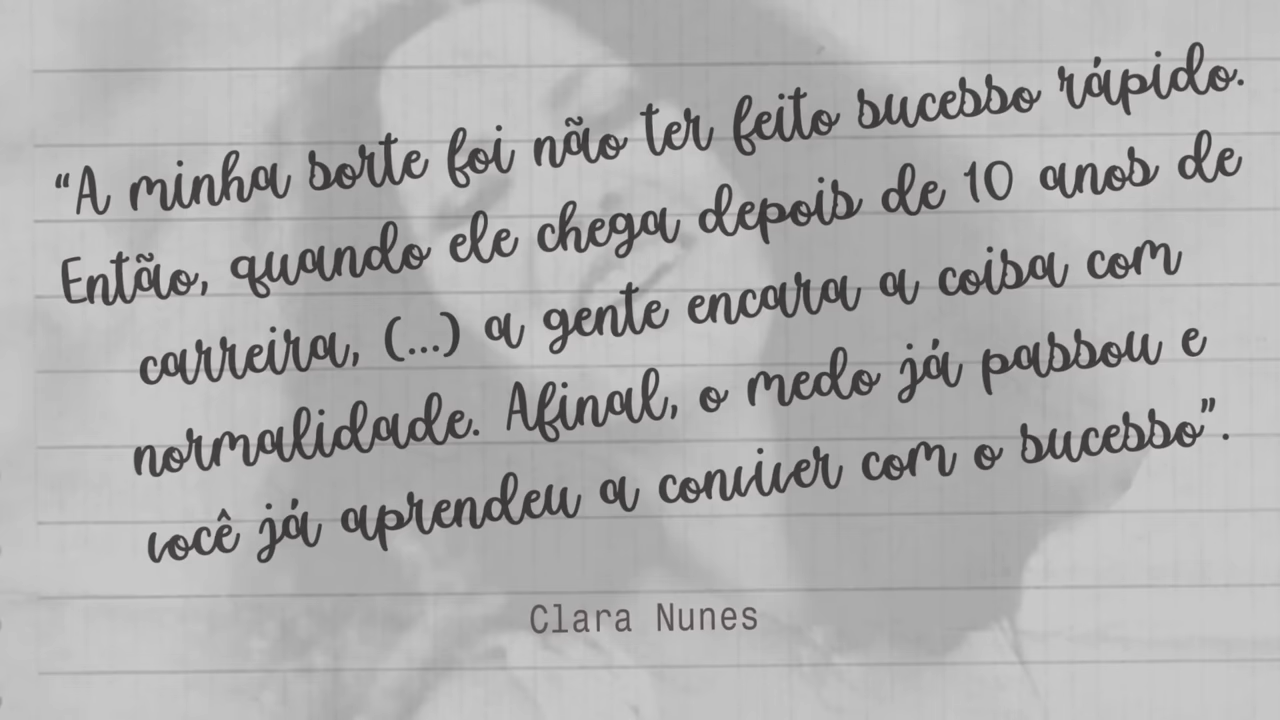 “A minha sorte foi não ter feito sucesso rápido.
Então, quando ele chega depois de 10 anos de
carreira, (...) a gente encara a coisa com
normalidade. Afinal, o medo já passou e
você já aprendeu a conviver com o sucesso”.
Clara Nunes